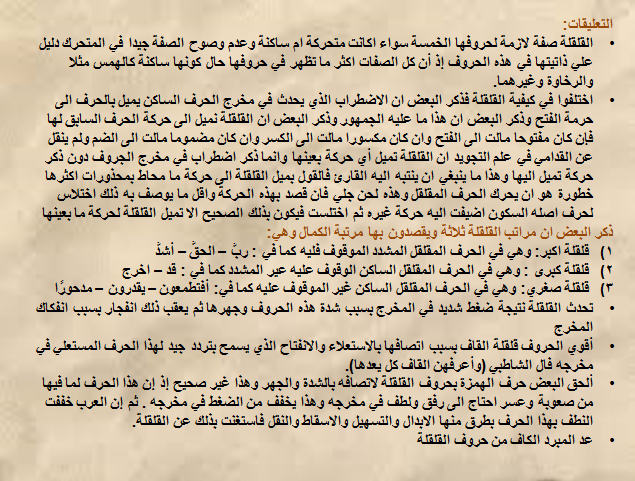 التعليقات:
• القلقلة صفة لازمة لحروفها الخمسة سواء اكانت متحركة ام ساكنة وعدم وصوح الصفة جيدا في المتحرك دليل
علي ذاتيتها في هذه الحروف إذ أن كل الصفات اكثر ما تظهر في حروفها حال كونها ساكنة كالهمس مثلا
والرخاوة وغيرهما.
• اختلفوا في كيفية القلقلة فذكر البعض ان الاضطراب الذي يحدث في مخرج الحرف الساكن يميل بالحرف الى
حرمة الفتح وذكر البعض ان هذا ما عليه الجمهور وذكر البعض ان القلقلة تميل الى حركة الحرف السابق لها
فإن كان مفتوحا مالت الى الفتح وان كان مكسورا مالت الى الكسر وان كان مضموما مالت الى الضم ولم ينقل
عن القدامي في علم التجويد ان القلقلة تميل أي حركة بعينها وانما ذكر اضطراب في مخرج الجروف دون ذكر
حركة تميل اليها وهذا ما ينبغي ان ينتبه اليه القارئ فالقول بميل القلقلة الى حركة ما محاط بمحذورات اكثرها
خطورة هو ان يحرك الحرف المقلقل وهذه لحن جلي فان قصد بهذه الحركة واقل ما يوصف به ذلك اختلاس
لحرف اصله السكون اضيفت اليه حركة غيره ثم اختلست فيكون بذلك الصحيح الا تميل القلقلة لحركة ما بعينها
ذكر البعض ان مراتب القلقلة ثلاثة ويقصدون بها مرتبة الكمال وهي:
١) قلقلة اكبر: وهي في الحرف المقلقل المشدد الموقوف فليه كما في : ربَّ – الحقَّ – أشدَّ
٢) قلقلة كبرى : وهي في الحرف المقلقل الساكن الوقوف عليه عير المشدد كما في : قد – اخرج
٣) قلقلة صغري: وهي في الحرف المقلقل الساكن غير الموقوف عليه كما في: أفتطمعون – يقدرون – مدحورًا
• تحدث القلقلة نتيجة ضغط شديد في المخرج بسبب شدة هذه الحروف وجهرها ثم يعقب ذلك انفجار بسبب انفكاك
المخرج
• أقوي الحروف قلقلة القاف بسبب اتصافها بالاستعلاء والانفتاح الذي يسمح بتردد جيد لهذا الحرف المستعلي في
مخرجه فال الشاطبي (وأعرفهن القاف كل يعدها).
• ألحق البعض حرف الهمزة بحروف القلقلة لاتصافه بالشدة والجهر وهذا غير صحيح إذ إن هذا الحرف لما فيها
من صعوبة وعسر احتاج الى رفق ولطف في مخرجه وهذا يخفف من الضغط في مخرجه . ثم إن العرب خففت
النطف بهذا الحرف بطرق منها الابدال والتسهيل والاسقاط والنقل فاستغنت بذلك عن القلقلة.
• عد المبرد الكاف من حروف القلقلة